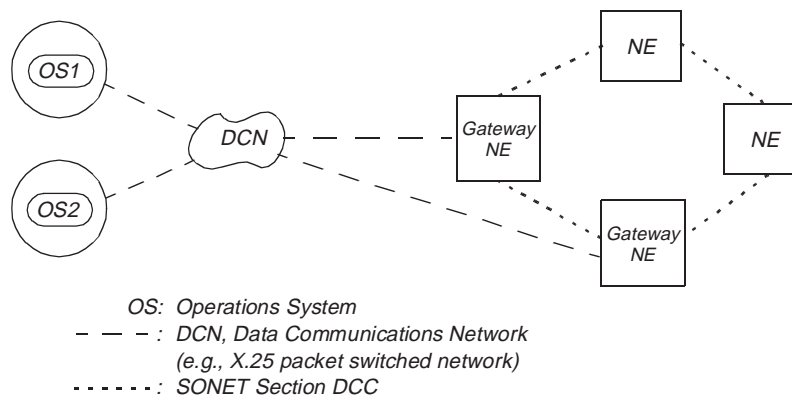 OS1
NE
Gateway
NE
DCN
NE
OS2
Gateway
NE
OS: Operations System
: DCN, Data Communications Network
(e.g., X.25 packet switched network)
: SONET Section DCC